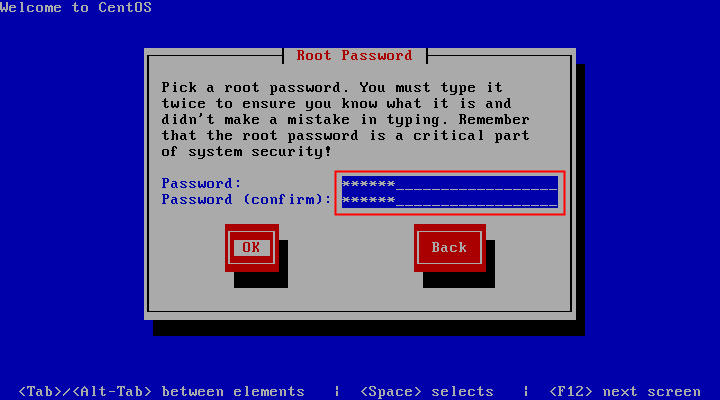 Welcome to CentOS
Root Password
Pick a root password. You must type it
twice to ensure you know what it is and
didn't make a mistake in typing. Remember
that the root password is a critical part
of system security!
Password: ******__________________
Password (confirm): ******__________________
OK Back
<Tab>/<Alt-Tab> between elements | <Space> selects | <F12> next screen